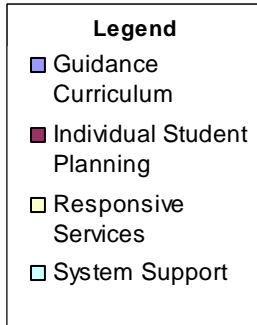 Legend
Guidance
Curriculum
Individual Student
Planning
Responsive
Services
System Support